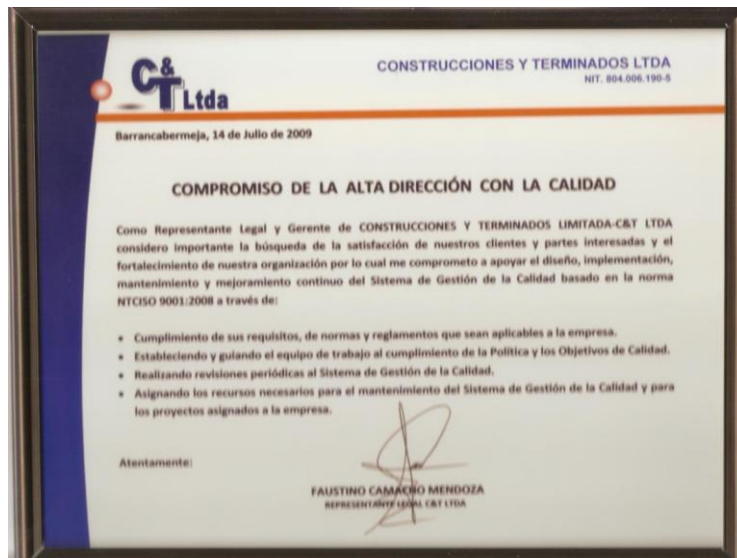 C&T Ltda
CONSTRUCCIONES Y TERMINADOS LTDA
NIT. 804.006.190-5
Barrancabermeja, 14 de Julio de 2009
COMPROMISO DE LA ALTA DIRECCIÓN CON LA CALIDAD
Como Representante Legal y Gerente de CONSTRUCCIONES Y TERMINADOS LIMITADA-C&T LTDA
considero importante la búsqueda de la satisfacción de nuestros clientes y partes interesadas y el
fortalecimiento de nuestra organización por lo cual me comprometo a apoyar el diseño, implementación,
mantenimiento y mejoramiento continuo del Sistema de Gestión de la Calidad basado en la norma
NTCISO 9001:2008 a través de:
• Cumplimiento de sus requisitos, de normas y reglamentos que sean aplicables a la empresa.
• Estableciendo y guiando el equipo de trabajo al cumplimiento de la Política y los Objetivos de Calidad.
• Realizando revisiones periódicas al Sistema de Gestión de la Calidad.
• Asignando los recursos necesarios para el mantenimiento del Sistema de Gestión de la Calidad y para
los proyectos asignados a la empresa.
Atentamente:
FAUSTINO CAMACHO MENDOZA
REPRESENTANTE LEGAL C&T LTDA